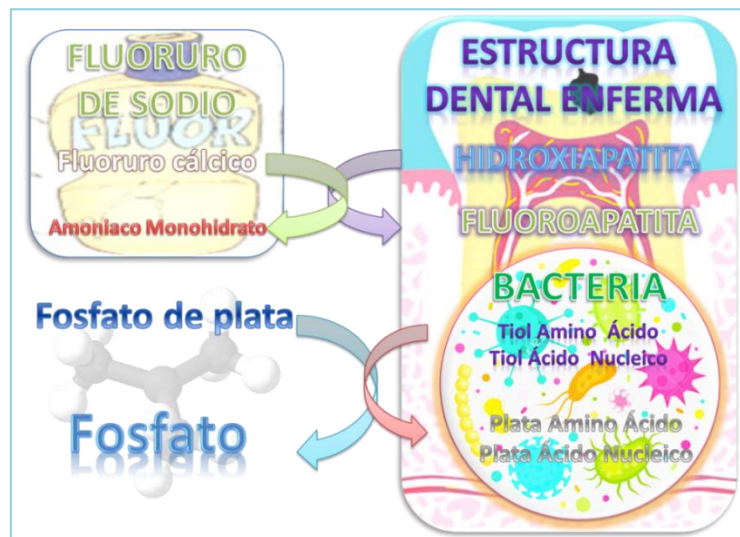 FLUORURO
DE SODIO
FLUOR
Fluoruro cálcico
Amoniaco Monohidrato
Fosfato de plata
Fosfato
ESTRUCTURA
DENTAL ENFERMA
HIDROXIAPATITA
FLUOROAPATITA
BACTERIA
Tiol Amino Ácido
Tiol Ácido Nucleico
Plata Amino Ácido
Plata Ácido Nucleico